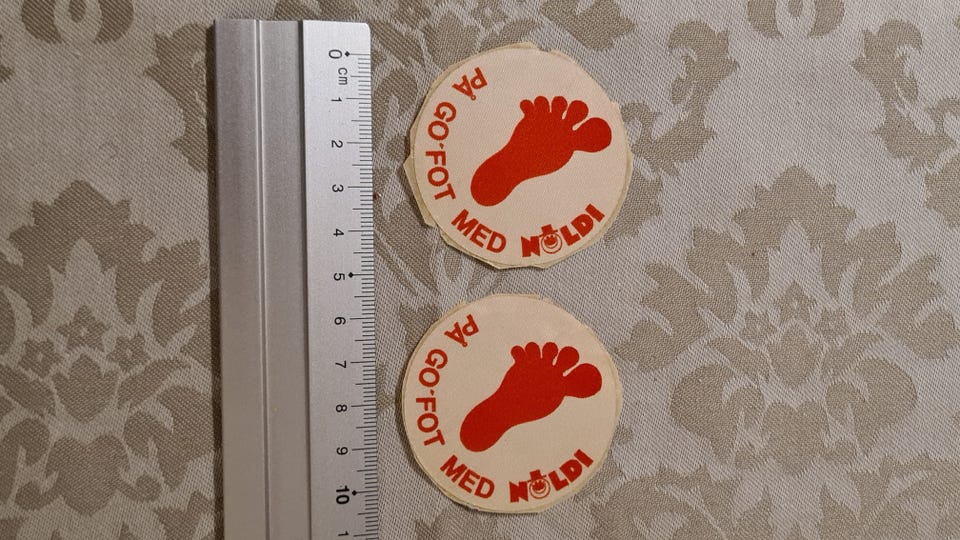 0 cm 1 2 3 4 5 6 7 8 9 10 1
PÅ GO-FOT MED NOLDI
PÅ GO-FOT MED NOLDI